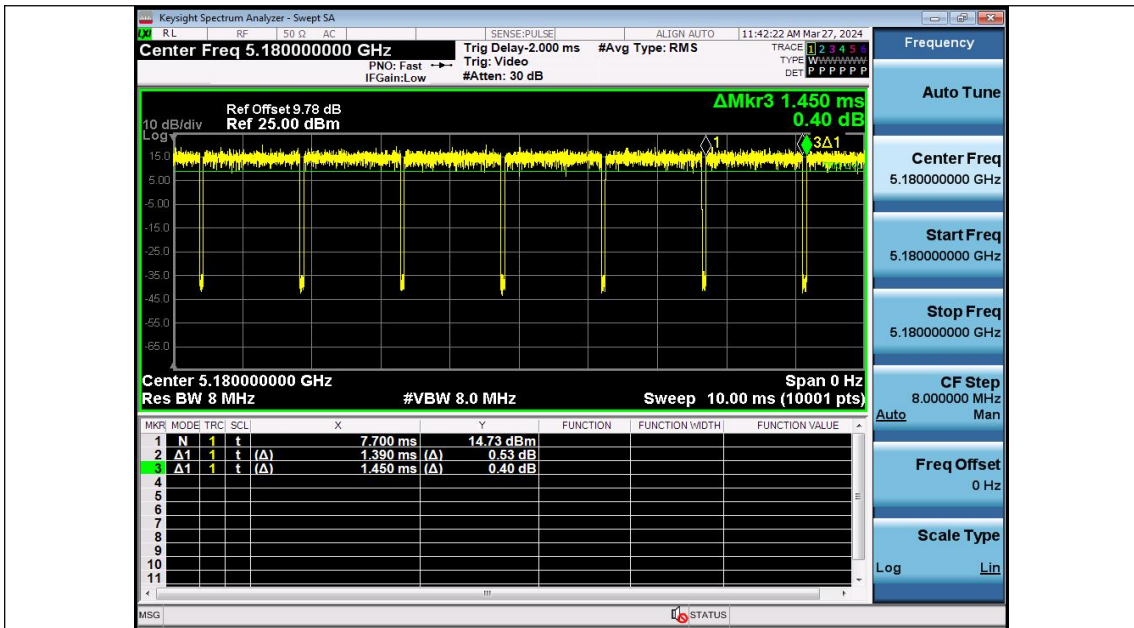 Keysight Spectrum Analyzer - Swept SA
LXI RL RF 50 Ω AC SENSE:PULSE ALIGN AUTO 11:42:22 AM Mar 27, 2024
Center Freq 5.180000000 GHz
Trig Delay-2.000 ms #Avg Type: RMS
TRACE 1 2 3 4 5 6
PNO: Fast Trig: Video
TYPE WWWWWW
IFGain:Low #Atten: 30 dB
DET P P P P P P
ΔMkr3 1.450 ms
0.40 dB
Ref Offset 9.78 dB
10 dB/div Ref 25.00 dBm
Log
1
3Δ1
15.0
5.00
-5.00
-15.0
-25.0
-35.0
-45.0
-55.0
-65.0
Center 5.180000000 GHz Span 0 Hz
Res BW 8 MHz #VBW 8.0 MHz Sweep 10.00 ms (10001 pts)
MKR MODE TRC SCL X Y FUNCTION FUNCTION WIDTH FUNCTION VALUE
1 N 1 t 7.700 ms 14.73 dBm
2 Δ1 1 t (Δ) 1.390 ms (Δ) 0.53 dB
3 Δ1 1 t (Δ) 1.450 ms (Δ) 0.40 dB
4
5
6
7
8
9
10
11
MSG STATUS
Frequency
Auto Tune
Center Freq
5.180000000 GHz
Start Freq
5.180000000 GHz
Stop Freq
5.180000000 GHz
CF Step
8.000000 MHz
Auto Man
Freq Offset
0 Hz
Scale Type
Log Lin